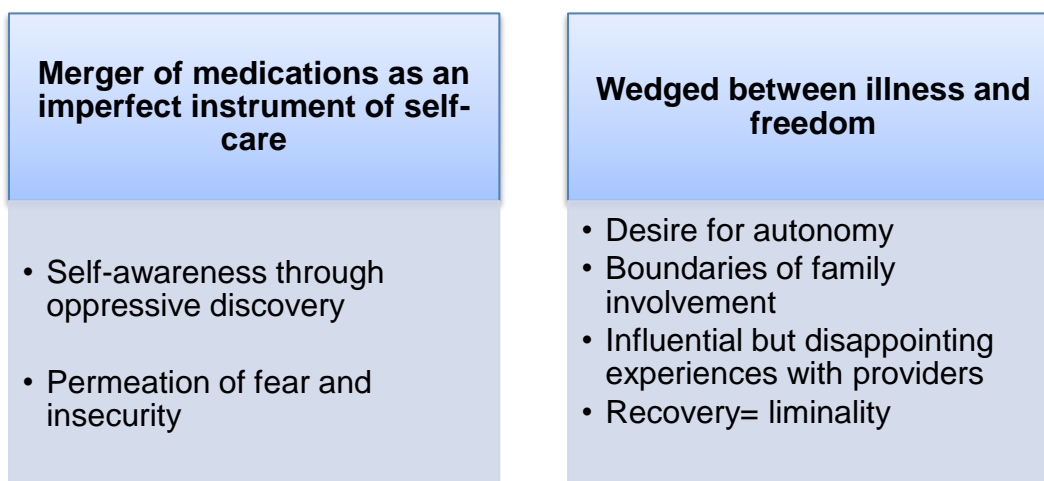 Merger of medications as an
imperfect instrument of self-
care
• Self-awareness through
oppressive discovery
• Permeation of fear and
insecurity
Wedged between illness and
freedom
• Desire for autonomy
• Boundaries of family
involvement
• Influential but disappointing
experiences with providers
• Recovery= liminality